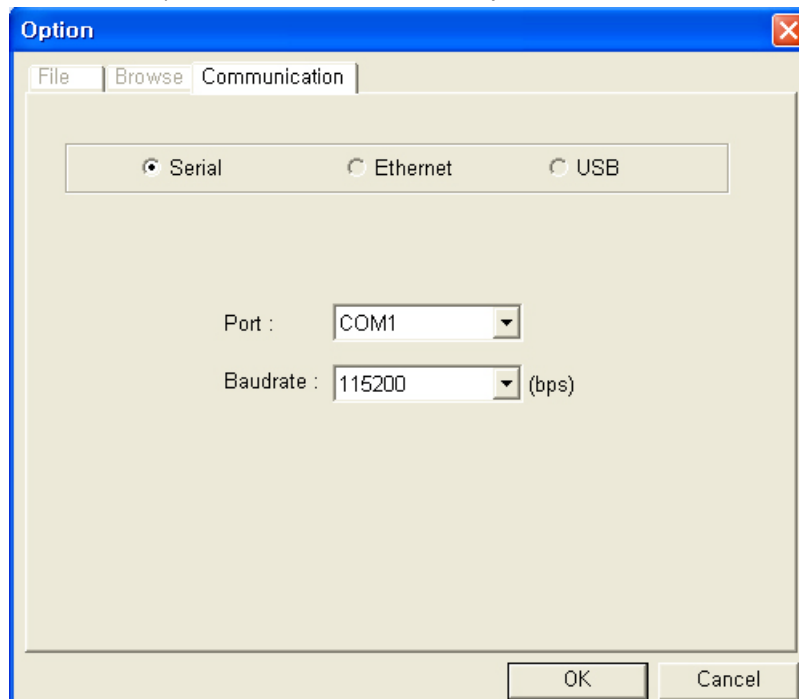 Option
File Browse Communication
Serial Ethernet USB
Port : COM1
Baudrate : 115200 (bps)
OK Cancel